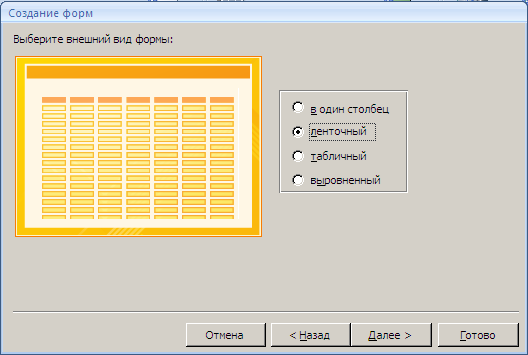 Создание форм
Выберите внешний вид формы:
в один столбец
ленточный
табличный
выровненный
Отмена
< Назад
Далее >
Готово